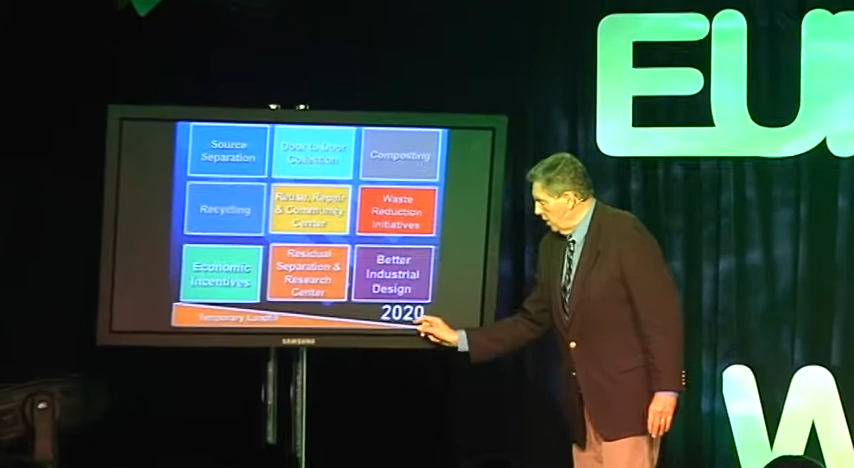 EU
Source
Separation
Door to Door
Collection
Composting
Recycling
Reuse, Repair
& Community
Center
Waste
Reduction
Initiatives
Economic
Incentives
Residual
Separation &
Research
Center
Better
Industrial
Design
Temporary Landfill
2020
SAMSUNG
W